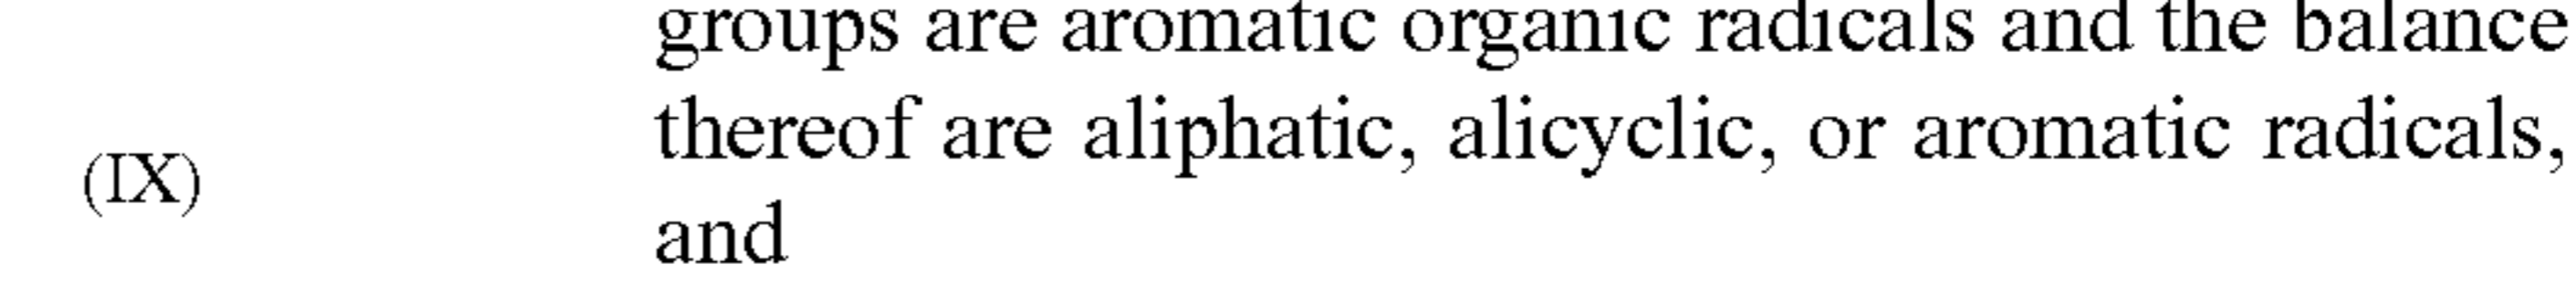 groups are aromatic organic radicals and the balance
thereof are aliphatic, alicyclic, or aromatic radicals,
(IX)
and